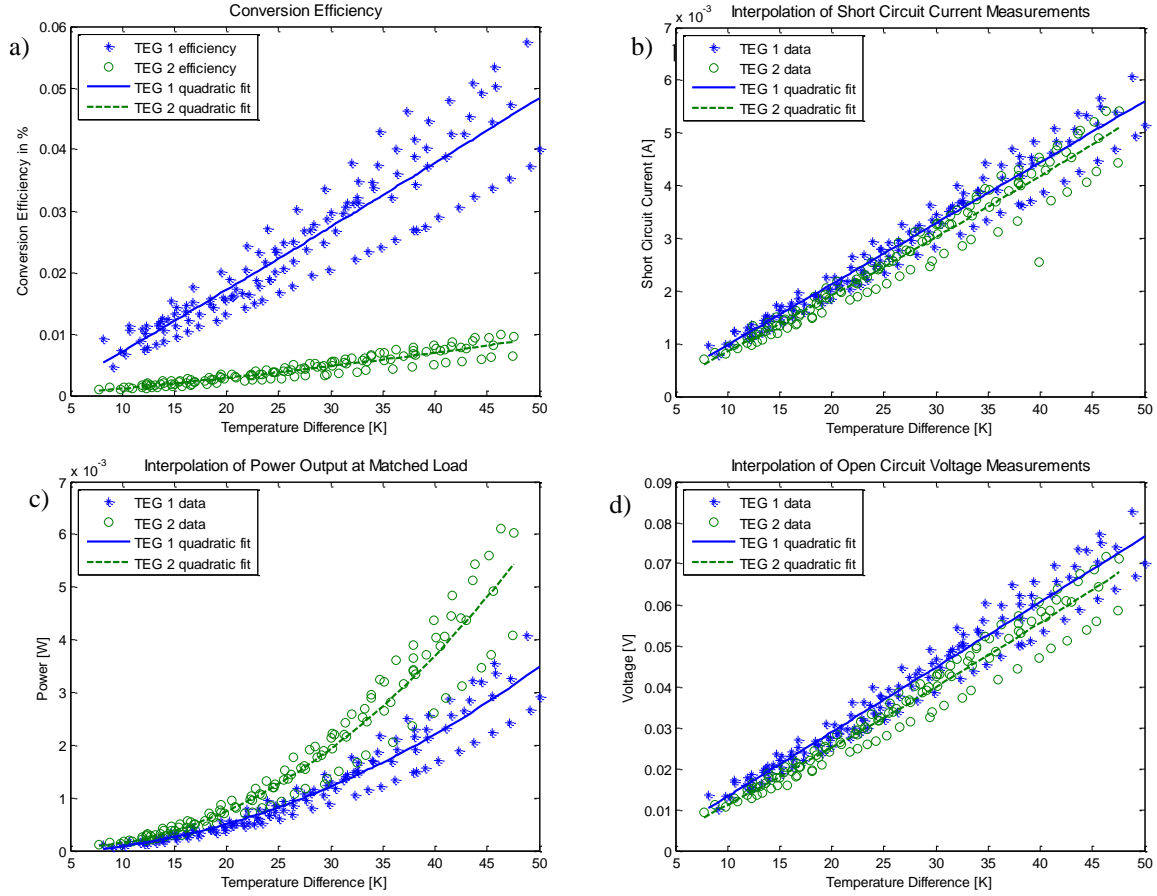 a)
Conversion Efficiency
0.06
0.05
0.04
0.03
0.02
0.01
0
Conversion Efficiency in %
TEG 1 efficiency
TEG 2 efficiency
TEG 1 quadratic fit
TEG 2 quadratic fit
5 10 15 20 25 30 35 40 45 50
Temperature Difference [K]
b)
Interpolation of Short Circuit Current Measurements
x 10-3
7
6
5
4
3
2
1
0
Short Circuit Current [A]
TEG 1 data
TEG 2 data
TEG 1 quadratic fit
TEG 2 quadratic fit
5 10 15 20 25 30 35 40 45 50
Temperature Difference [K]
c)
Interpolation of Power Output at Matched Load
x 10-3
7
6
5
4
3
2
1
0
Power [W]
TEG 1 data
TEG 2 data
TEG 1 quadratic fit
TEG 2 quadratic fit
5 10 15 20 25 30 35 40 45 50
Temperature Difference [K]
d)
Interpolation of Open Circuit Voltage Measurements
0.09
0.08
0.07
0.06
0.05
0.04
0.03
0.02
0.01
0
Voltage [V]
TEG 1 data
TEG 2 data
TEG 1 quadratic fit
TEG 2 quadratic fit
5 10 15 20 25 30 35 40 45 50
Temperature Difference [K]